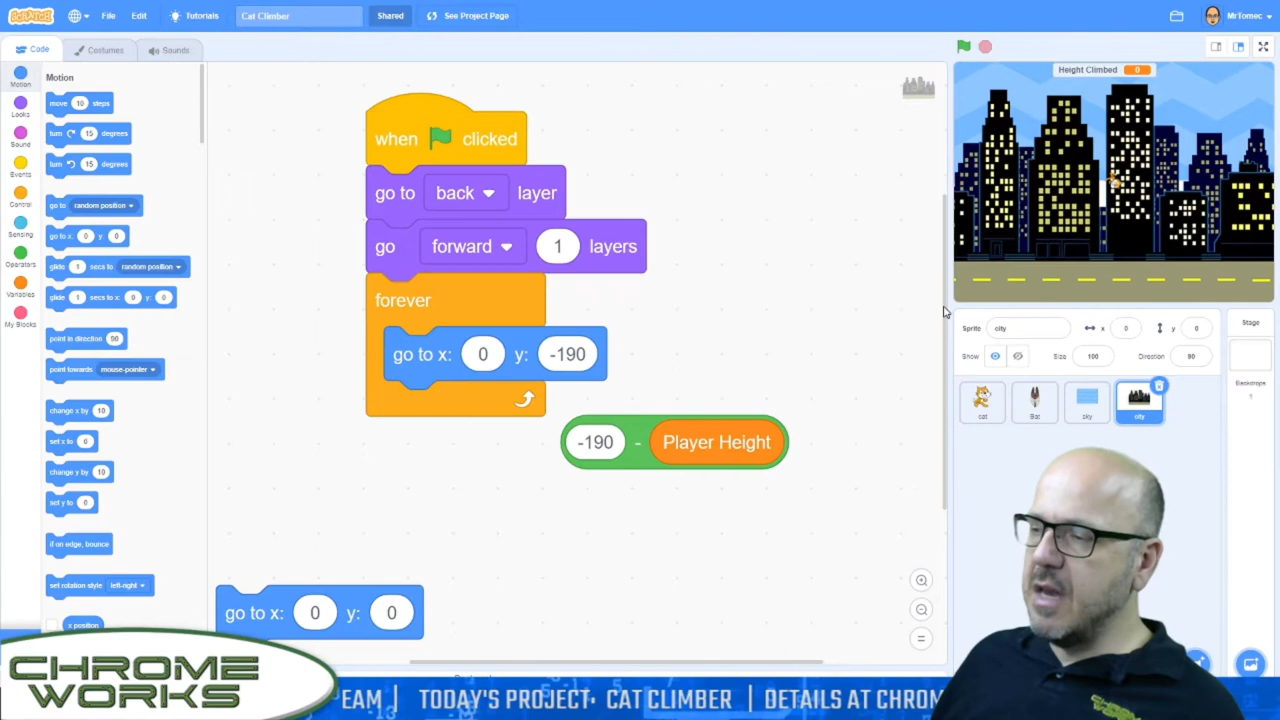 SCRATCH File Edit Tutorials Cat Climber Shared See Project Page MrTomec
Code Costumes Sounds
Motion
Looks
Sound
Events
Control
Sensing
Operators
Variables
My Blocks
Motion
move 10 steps
turn 15 degrees
turn 15 degrees
go to random position
go to x: 0 y: 0
glide 1 secs to random position
glide 1 secs to x: 0 y: 0
point in direction 90
point towards mouse-pointer
change x by 10
set x to 0
change y by 10
set y to 0
if on edge, bounce
set rotation style left-right
x position
when clicked
go to back layer
go forward 1 layers
forever
go to x: 0 y: -190
-190 - Player Height
go to x: 0 y: 0
Height Climbed 0
Sprite city x 0 y 0
Show Size 100 Direction 90
cat Bat sky city
Stage
Backdrops
1
CHROME
WORKS
EAM | TODAY'S PROJECT: CAT CLIMBER | DETAILS AT CHROM